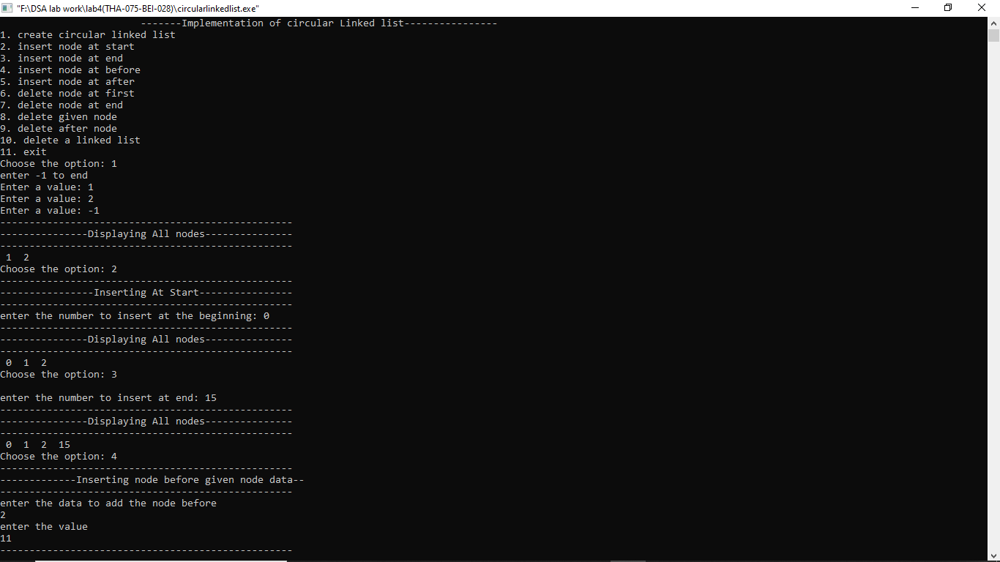 "F:\DSA lab work\lab4(THA-075-BEI-028)\circularlinkedlist.exe"
-------Implementation of circular Linked list----------------
1. create circular linked list
2. insert node at start
3. insert node at end
4. insert node at before
5. insert node at after
6. delete node at first
7. delete node at end
8. delete given node
9. delete after node
10. delete a linked list
11. exit
Choose the option: 1
enter -1 to end
Enter a value: 1
Enter a value: 2
Enter a value: -1
--------------------------------------------------
---------------Displaying All nodes---------------
--------------------------------------------------
 1  2
Choose the option: 2
--------------------------------------------------
----------------Inserting At Start----------------
--------------------------------------------------
enter the number to insert at the beginning: 0
--------------------------------------------------
---------------Displaying All nodes---------------
--------------------------------------------------
 0  1  2
Choose the option: 3

enter the number to insert at end: 15
--------------------------------------------------
---------------Displaying All nodes---------------
--------------------------------------------------
 0  1  2  15
Choose the option: 4
--------------------------------------------------
-------------Inserting node before given node data--
--------------------------------------------------
enter the data to add the node before
2
enter the value
11
--------------------------------------------------